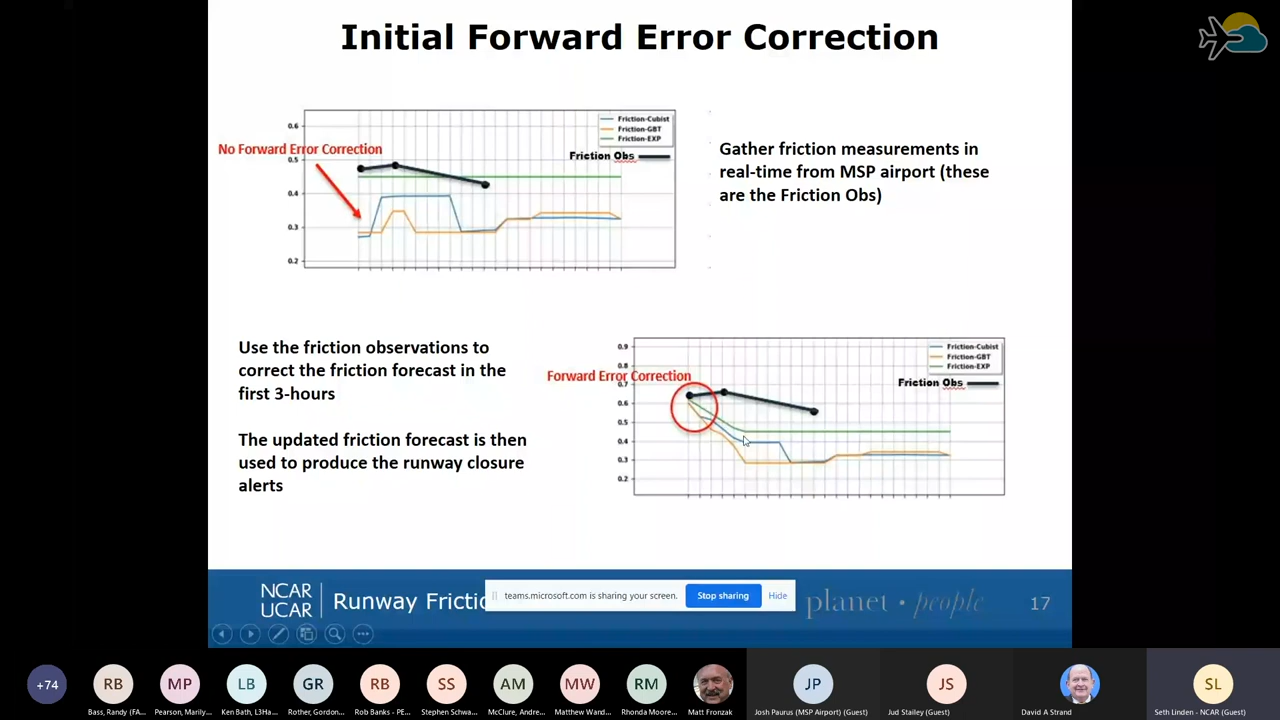 Initial Forward Error Correction
0.6
0.5
0.4
0.3
0.2
No Forward Error Correction
Friction-Cubist
Friction-GBT
Friction-EXP
Friction Obs
Gather friction measurements in
real-time from MSP airport (these
are the Friction Obs)
Use the friction observations to
correct the friction forecast in the
first 3-hours
The updated friction forecast is then
used to produce the runway closure
alerts
0.9
0.8
0.7
0.6
0.5
0.4
0.3
0.2
Forward Error Correction
Friction-Cubist
Friction-GBT
Friction-EXP
Friction Obs
NCAR
UCAR
Runway Frictic
teams.microsoft.com is sharing your screen.
Stop sharing
Hide
planet • people
17
+74
RB
MP
LB
GR
RB
SS
AM
MW
RM
JP
JS
SL
Bass, Randy (FA...
Pearson, Marily...
Ken Bath, L3Ha...
Rother, Gordon...
Rob Banks - PE...
Stephen Schwa...
McClure, Andre...
Matthew Wand...
Rhonda Moore...
Matt Fronzak
Josh Paurus (MSP Airport) (Guest)
Jud Stailey (Guest)
David A Strand
Seth Linden - NCAR (Guest)